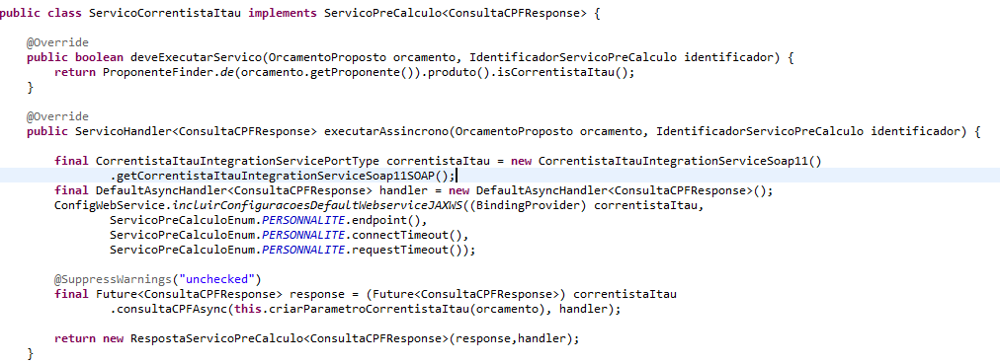 public class ServicoCorrentistaItau implements ServicoPreCalculo<ConsultaCPFResponse> {
@Override
public boolean deveExecutarServico(OrcamentoProposto orcamento, IdentificadorServicoPreCalculo identificador) {
return ProponenteFinder.de(orcamento.getProponente()).produto().isCorrentistaItau();
}
@Override
public ServicoHandler<ConsultaCPFResponse> executarAssincrono(OrcamentoProposto orcamento, IdentificadorServicoPreCalculo identificador) {
final CorrentistaItauIntegrationServicePortType correntistaItau = new CorrentistaItauIntegrationServiceSoap11()
.getCorrentistaItauIntegrationServiceSoap11SOAP();
final DefaultAsyncHandler<ConsultaCPFResponse> handler = new DefaultAsyncHandler<ConsultaCPFResponse>();
ConfigWebService.incluirConfiguracoesDefaultWebserviceJAXWS((BindingProvider) correntistaItau,
ServicoPreCalculoEnum.PERSONNALITE.endpoint(),
ServicoPreCalculoEnum.PERSONNALITE.connectTimeout(),
ServicoPreCalculoEnum.PERSONNALITE.requestTimeout());
@SuppressWarnings("unchecked")
final Future<ConsultaCPFResponse> response = (Future<ConsultaCPFResponse>) correntistaItau
.consultaCPFAsync(this.criarParametroCorrentistaItau(orcamento), handler);
return new RespostaServicoPreCalculo<ConsultaCPFResponse>(response,handler);
}